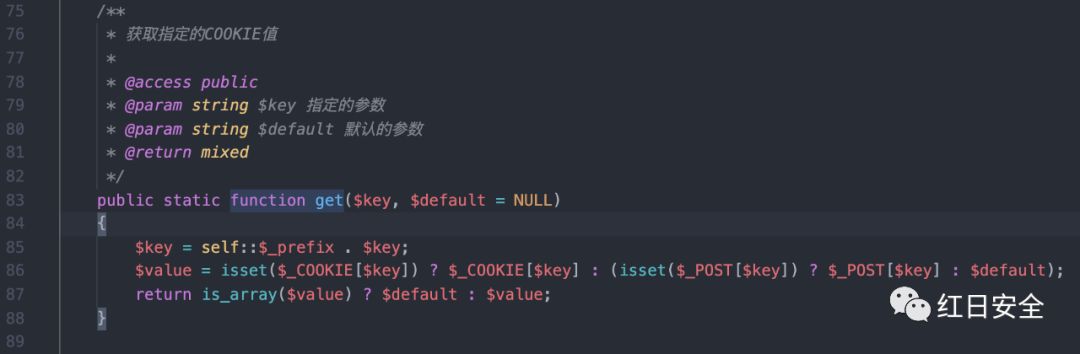 75 /**
76 * 获取指定的COOKIE值
77 *
78 * @access public
79 * @param string $key 指定的参数
80 * @param string $default 默认的参数
81 * @return mixed
82 */
83 public static function get($key, $default = NULL)
84 {
85 $key = self::$_prefix . $key;
86 $value = isset($_COOKIE[$key]) ? $_COOKIE[$key] : (isset($_POST[$key]) ? $_POST[$key] : $default);
87 return is_array($value) ? $default : $value;
88 }
89
红日安全